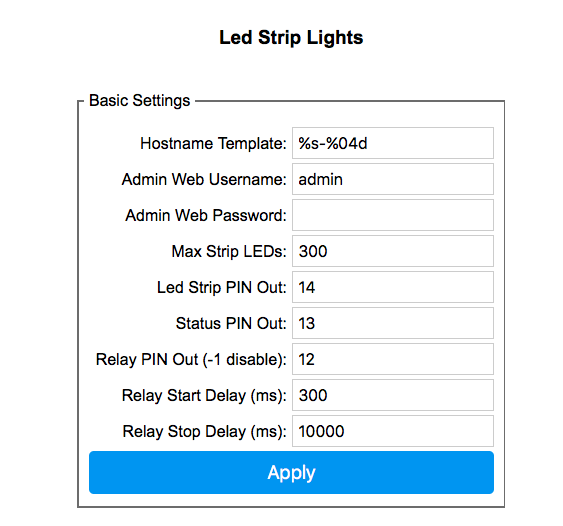 Led Strip Lights
Basic Settings
Hostname Template: %s-%04d
Admin Web Username: admin
Admin Web Password:
Max Strip LEDs: 300
Led Strip PIN Out: 14
Status PIN Out: 13
Relay PIN Out (-1 disable): 12
Relay Start Delay (ms): 300
Relay Stop Delay (ms): 10000
Apply